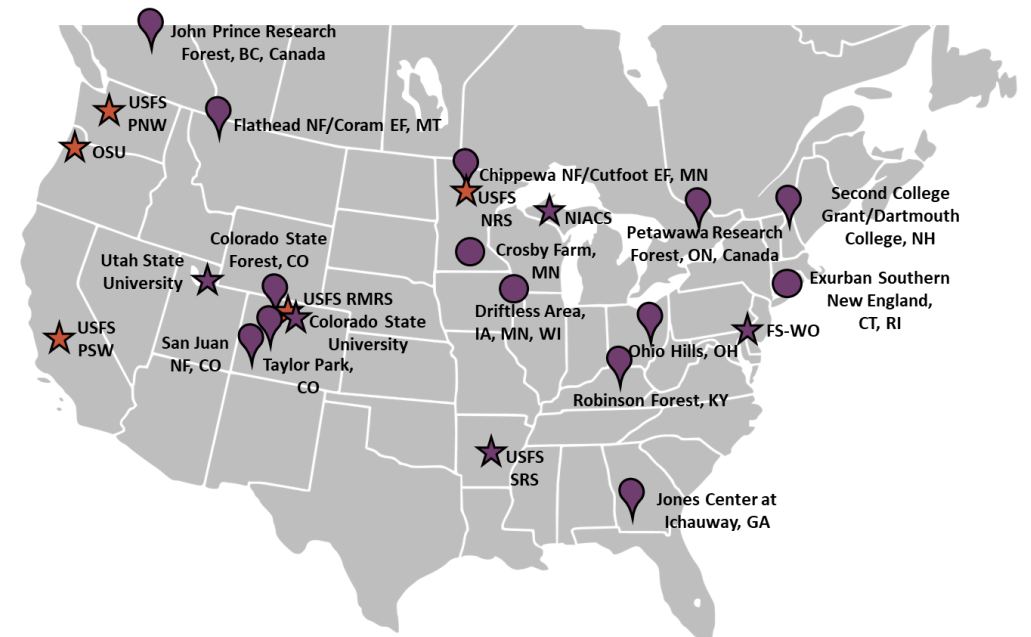 John Prince Research
Forest, BC, Canada
USFS
PNW
Flathead NF/Coram EF, MT
OSU
Chippewa NF/Cutfoot EF, MN
USFS
NRS
NIACS
Second College
Grant/Dartmouth
College, NH
Petawawa Research
Forest, ON, Canada
Colorado State
Forest, CO
Crosby Farm,
MN
Utah State
University
Exurban Southern
New England,
CT, RI
USFS RMRS
Driftless Area,
IA, MN, WI
Colorado State
University
USFS
PSW
FS-WO
San Juan
NF, CO
Taylor Park,
CO
Ohio Hills, OH
Robinson Forest, KY
USFS
SRS
Jones Center at
Ichauway, GA